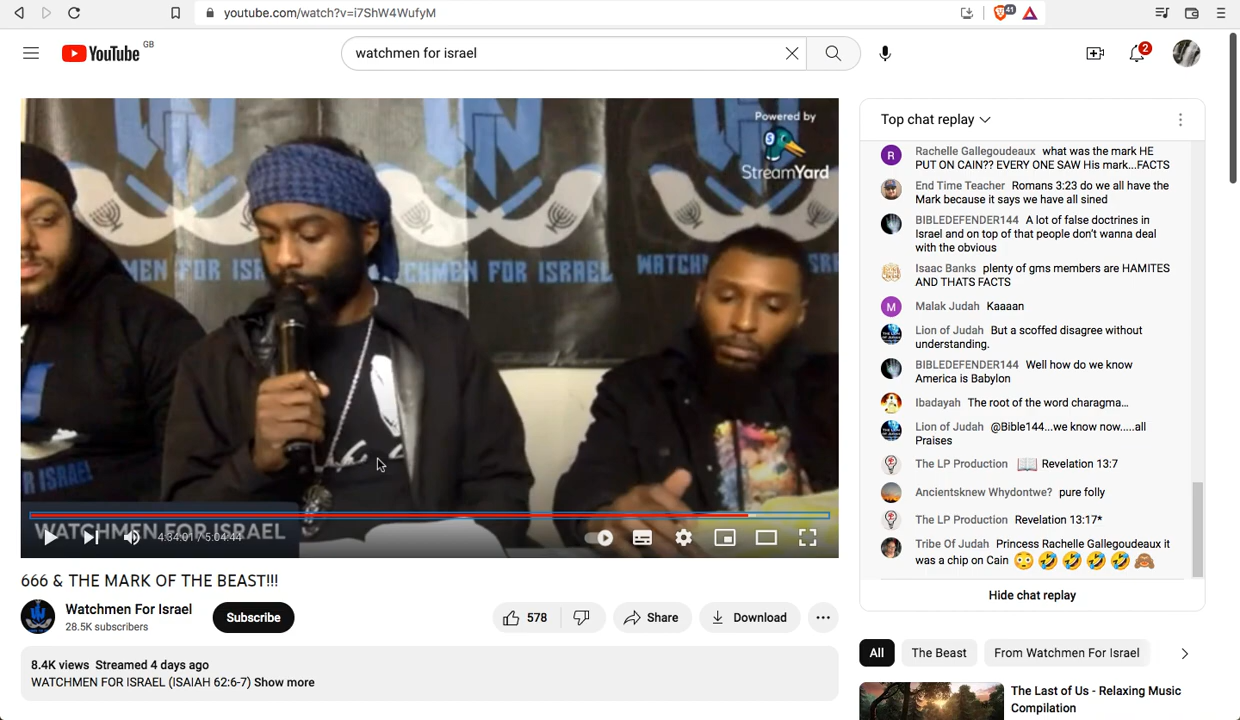 youtube.com/watch?v=i7ShW4WufyM
41
YouTube GB
watchmen for israel
2
Powered by
StreamYard
WATCHMEN FOR ISRAEL
4:34:01 / 5:04:44
666 & THE MARK OF THE BEAST!!!
Watchmen For Israel
28.5K subscribers
Subscribe
578
Share
Download
8.4K views Streamed 4 days ago
WATCHMEN FOR ISRAEL (ISAIAH 62:6-7) Show more
Top chat replay
R
Rachelle Gallegoudeaux what was the mark HE
PUT ON CAIN?? EVERY ONE SAW His mark...FACTS
End Time Teacher Romans 3:23 do we all have the
Mark because it says we have all sined
BIBLEDEFENDER144 A lot of false doctrines in
Israel and on top of that people don't wanna deal
with the obvious
Isaac Banks plenty of gms members are HAMITES
AND THATS FACTS
M
Malak Judah Kaaaan
Lion of Judah But a scoffed disagree without
understanding.
BIBLEDEFENDER144 Well how do we know
America is Babylon
Ibadayah The root of the word charagma...
Lion of Judah @Bible144...we know now.....all
Praises
The LP Production 📖 Revelation 13:7
Ancientsknew Whydontwe? pure folly
The LP Production Revelation 13:17*
Tribe Of Judah Princess Rachelle Gallegoudeaux it
was a chip on Cain 😳 🤣 🤣 🤣 🤣 🙈
Hide chat replay
All
The Beast
From Watchmen For Israel
The Last of Us - Relaxing Music
Compilation